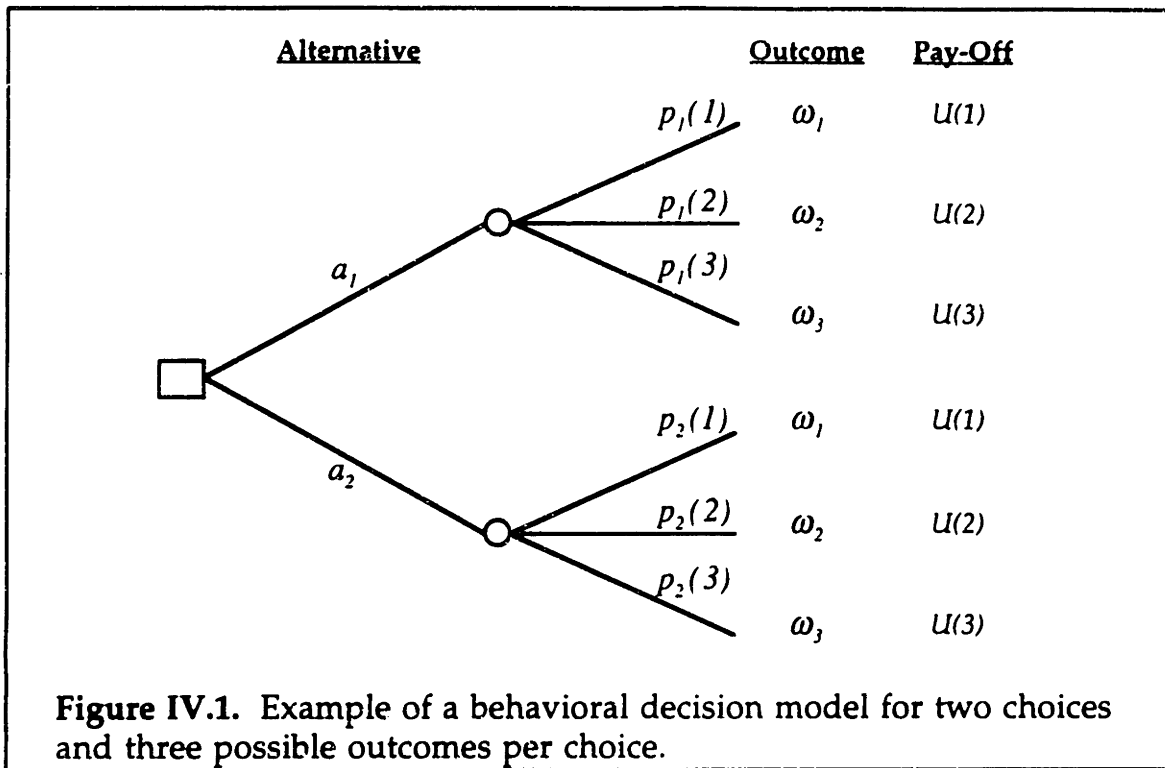 Alternative Outcome Pay-Off
p₁(1) ω₁ U(1)
p₁(2) ω₂ U(2)
a₁ p₁(3)
ω₃ U(3)
p₂(1) ω₁ U(1)
a₂
p₂(2) ω₂ U(2)
p₂(3)
ω₃ U(3)
Figure IV.1. Example of a behavioral decision model for two choices
and three possible outcomes per choice.